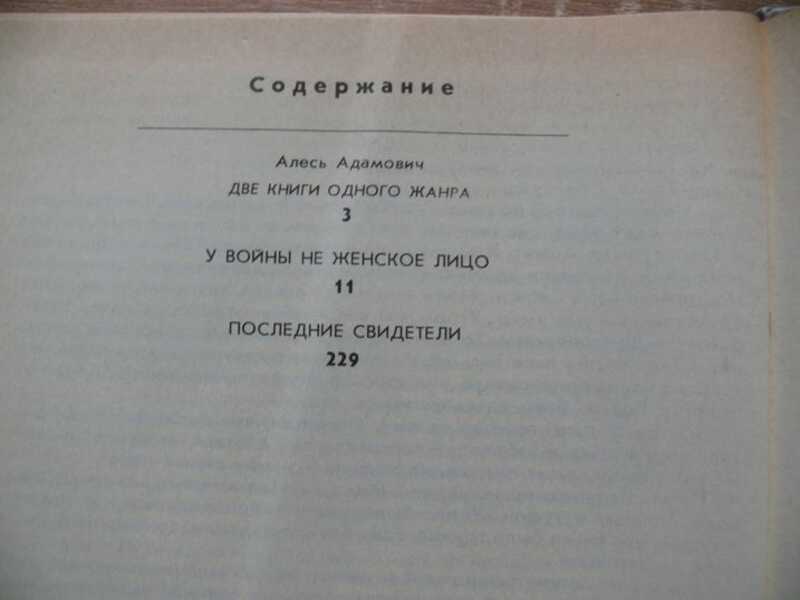 Содержание
Алесь Адамович
ДВЕ КНИГИ ОДНОГО ЖАНРА
3
У ВОЙНЫ НЕ ЖЕНСКОЕ ЛИЦО
11
ПОСЛЕДНИЕ СВИДЕТЕЛИ
229